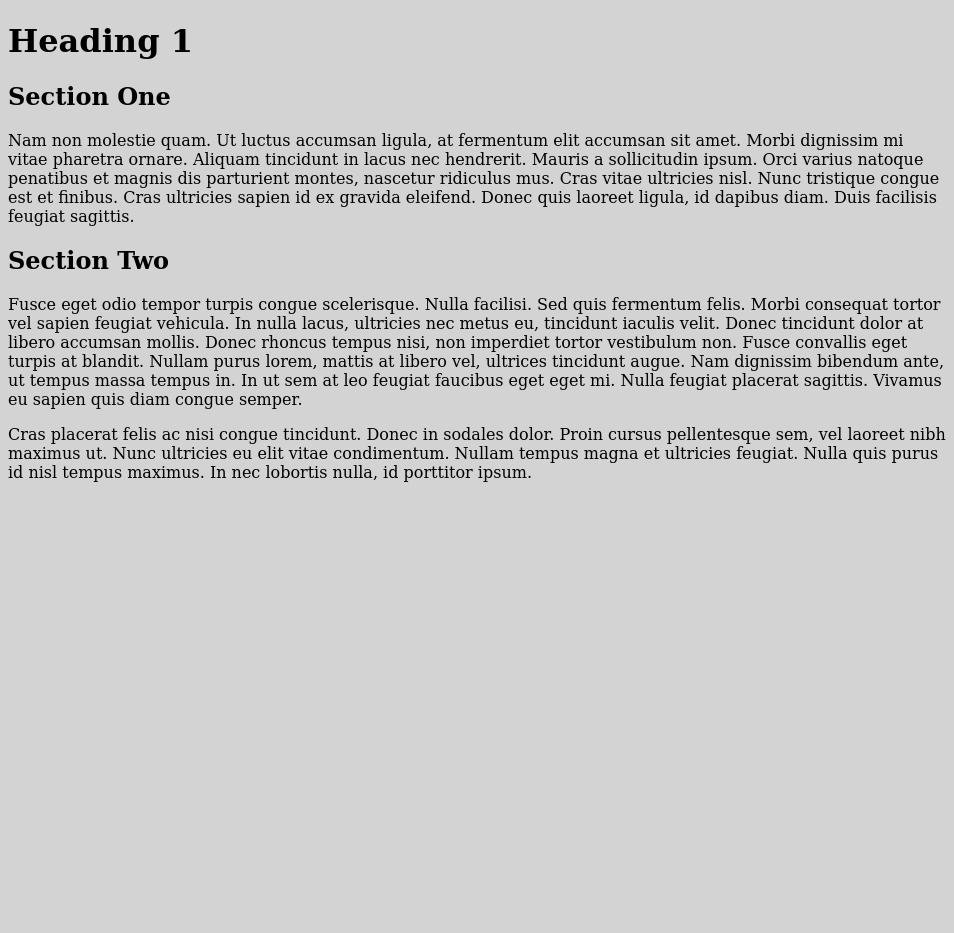 Heading 1
Section One
Nam non molestie quam. Ut luctus accumsan ligula, at fermentum elit accumsan sit amet. Morbi dignissim mi
vitae pharetra ornare. Aliquam tincidunt in lacus nec hendrerit. Mauris a sollicitudin ipsum. Orci varius natoque
penatibus et magnis dis parturient montes, nascetur ridiculus mus. Cras vitae ultricies nisl. Nunc tristique congue
est et finibus. Cras ultricies sapien id ex gravida eleifend. Donec quis laoreet ligula, id dapibus diam. Duis facilisis
feugiat sagittis.
Section Two
Fusce eget odio tempor turpis congue scelerisque. Nulla facilisi. Sed quis fermentum felis. Morbi consequat tortor
vel sapien feugiat vehicula. In nulla lacus, ultricies nec metus eu, tincidunt iaculis velit. Donec tincidunt dolor at
libero accumsan mollis. Donec rhoncus tempus nisi, non imperdiet tortor vestibulum non. Fusce convallis eget
turpis at blandit. Nullam purus lorem, mattis at libero vel, ultrices tincidunt augue. Nam dignissim bibendum ante,
ut tempus massa tempus in. In ut sem at leo feugiat faucibus eget eget mi. Nulla feugiat placerat sagittis. Vivamus
eu sapien quis diam congue semper.
Cras placerat felis ac nisi congue tincidunt. Donec in sodales dolor. Proin cursus pellentesque sem, vel laoreet nibh
maximus ut. Nunc ultricies eu elit vitae condimentum. Nullam tempus magna et ultricies feugiat. Nulla quis purus
id nisl tempus maximus. In nec lobortis nulla, id porttitor ipsum.